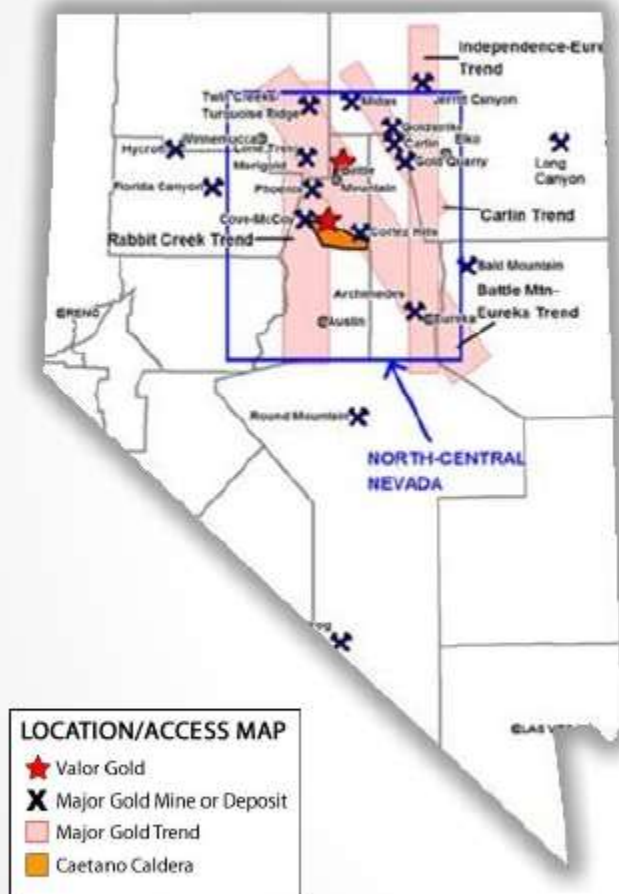 Independence-Eure
Trend
Twin Creeks
Turquoise Ridge
Midas
Jerritt Canyon
Winnemucca
Lone Tree
Marigold
Hycroft
Goldstrike
Carlin
Elko
Gold Quarry
Long
Canyon
Battle
Mountain
Florida Canyon
Phoenix
Cove-McCoy
Carlin Trend
Rabbit Creek Trend
Cortez Hills
Bald Mountain
Battle Mtn-
Eureka Trend
RENO
Austin
Eureka
Round Mountain
NORTH-CENTRAL
NEVADA
LAS
LOCATION/ACCESS MAP
Valor Gold
Major Gold Mine or Deposit
Major Gold Trend
Caetano Caldera